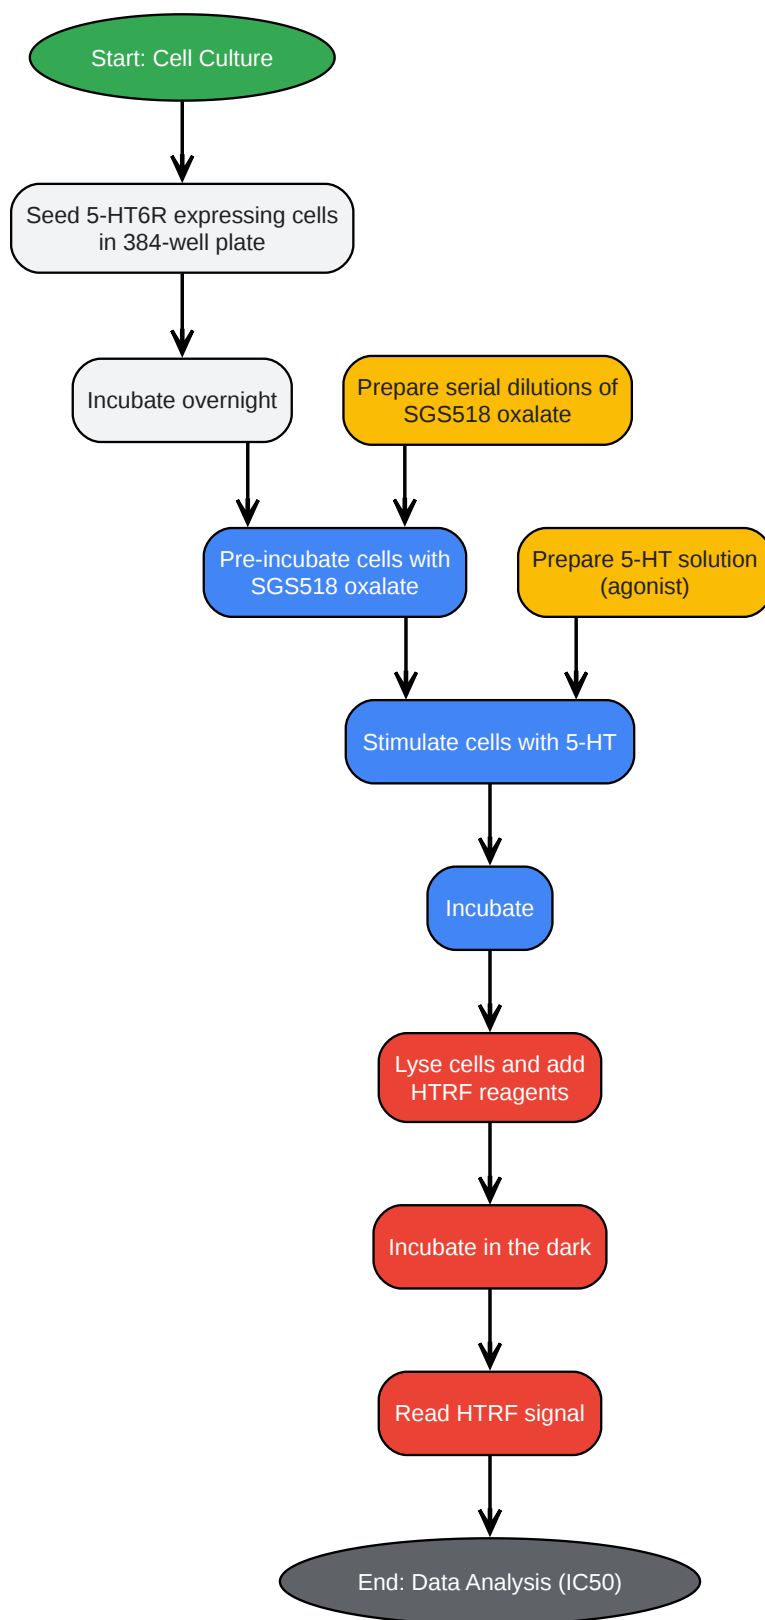 Start: Cell Culture
Seed 5-HT6R expressing cells
in 384-well plate
Incubate overnight
Prepare serial dilutions of
SGS518 oxalate
Pre-incubate cells with
SGS518 oxalate
Prepare 5-HT solution
(agonist)
Stimulate cells with 5-HT
Incubate
Lyse cells and add
HTRF reagents
Incubate in the dark
Read HTRF signal
End: Data Analysis (IC50)